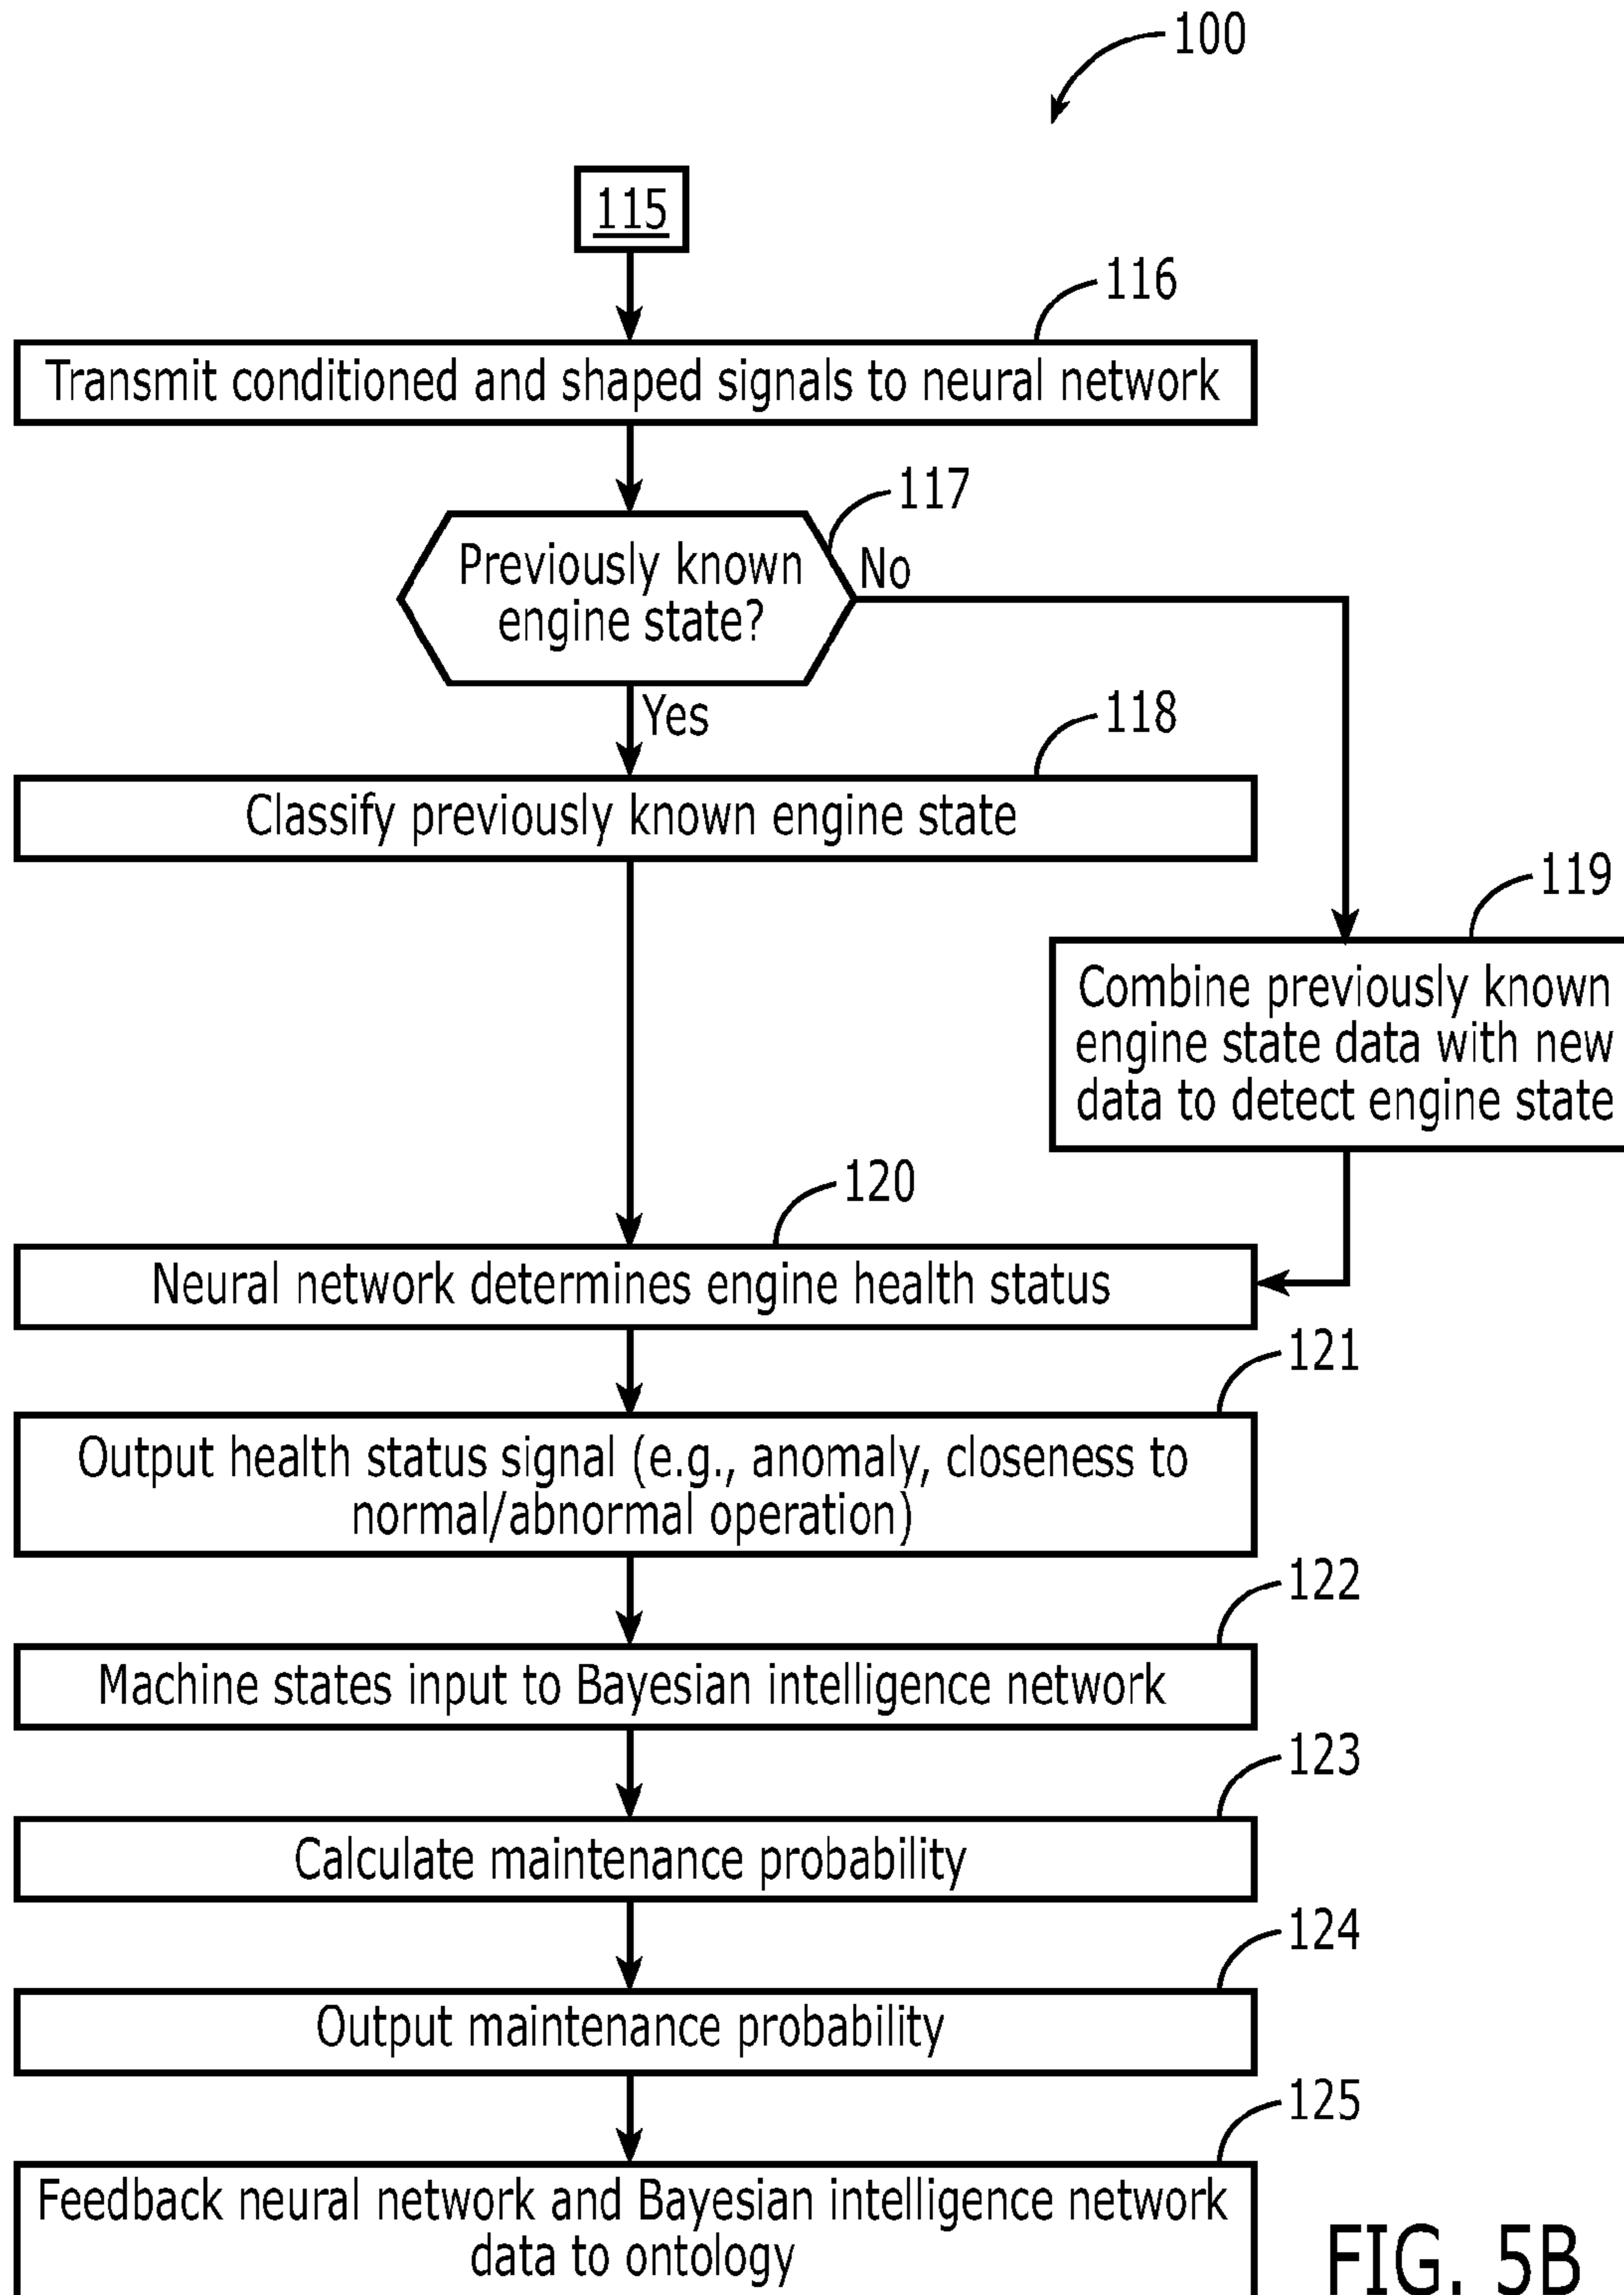 100
115
116
Transmit conditioned and shaped signals to neural network
117
Previously known
engine state?
No
Yes
118
Classify previously known engine state
119
Combine previously known
engine state data with new
data to detect engine state
120
Neural network determines engine health status
121
Output health status signal (e.g., anomaly, closeness to
normal/abnormal operation)
122
Machine states input to Bayesian intelligence network
123
Calculate maintenance probability
124
Output maintenance probability
125
Feedback neural network and Bayesian intelligence network
data to ontology
FIG. 5B